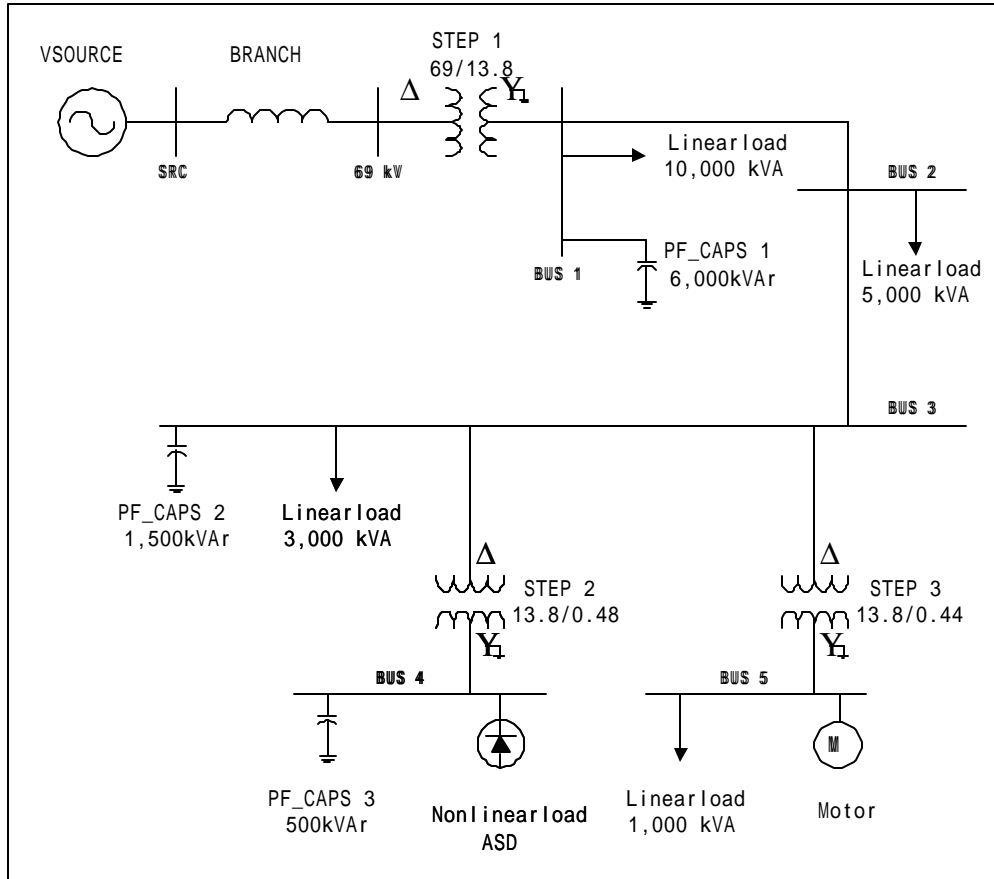 VSOURCE
BRANCH
STEP 1
69/13.8
Δ
Y
SRC
69 kV
Linearload
10,000 kVA
BUS 2
PF_CAPS 1
6,000kVAr
BUS 1
Linearload
5,000 kVA
BUS 3
PF_CAPS 2
1,500kVAr
Linearload
3,000 kVA
Δ
STEP 2
13.8/0.48
Y
Δ
STEP 3
13.8/0.44
Y
BUS 4
BUS 5
M
PF_CAPS 3
500kVAr
Nonlinearload
ASD
Linearload
1,000 kVA
Motor